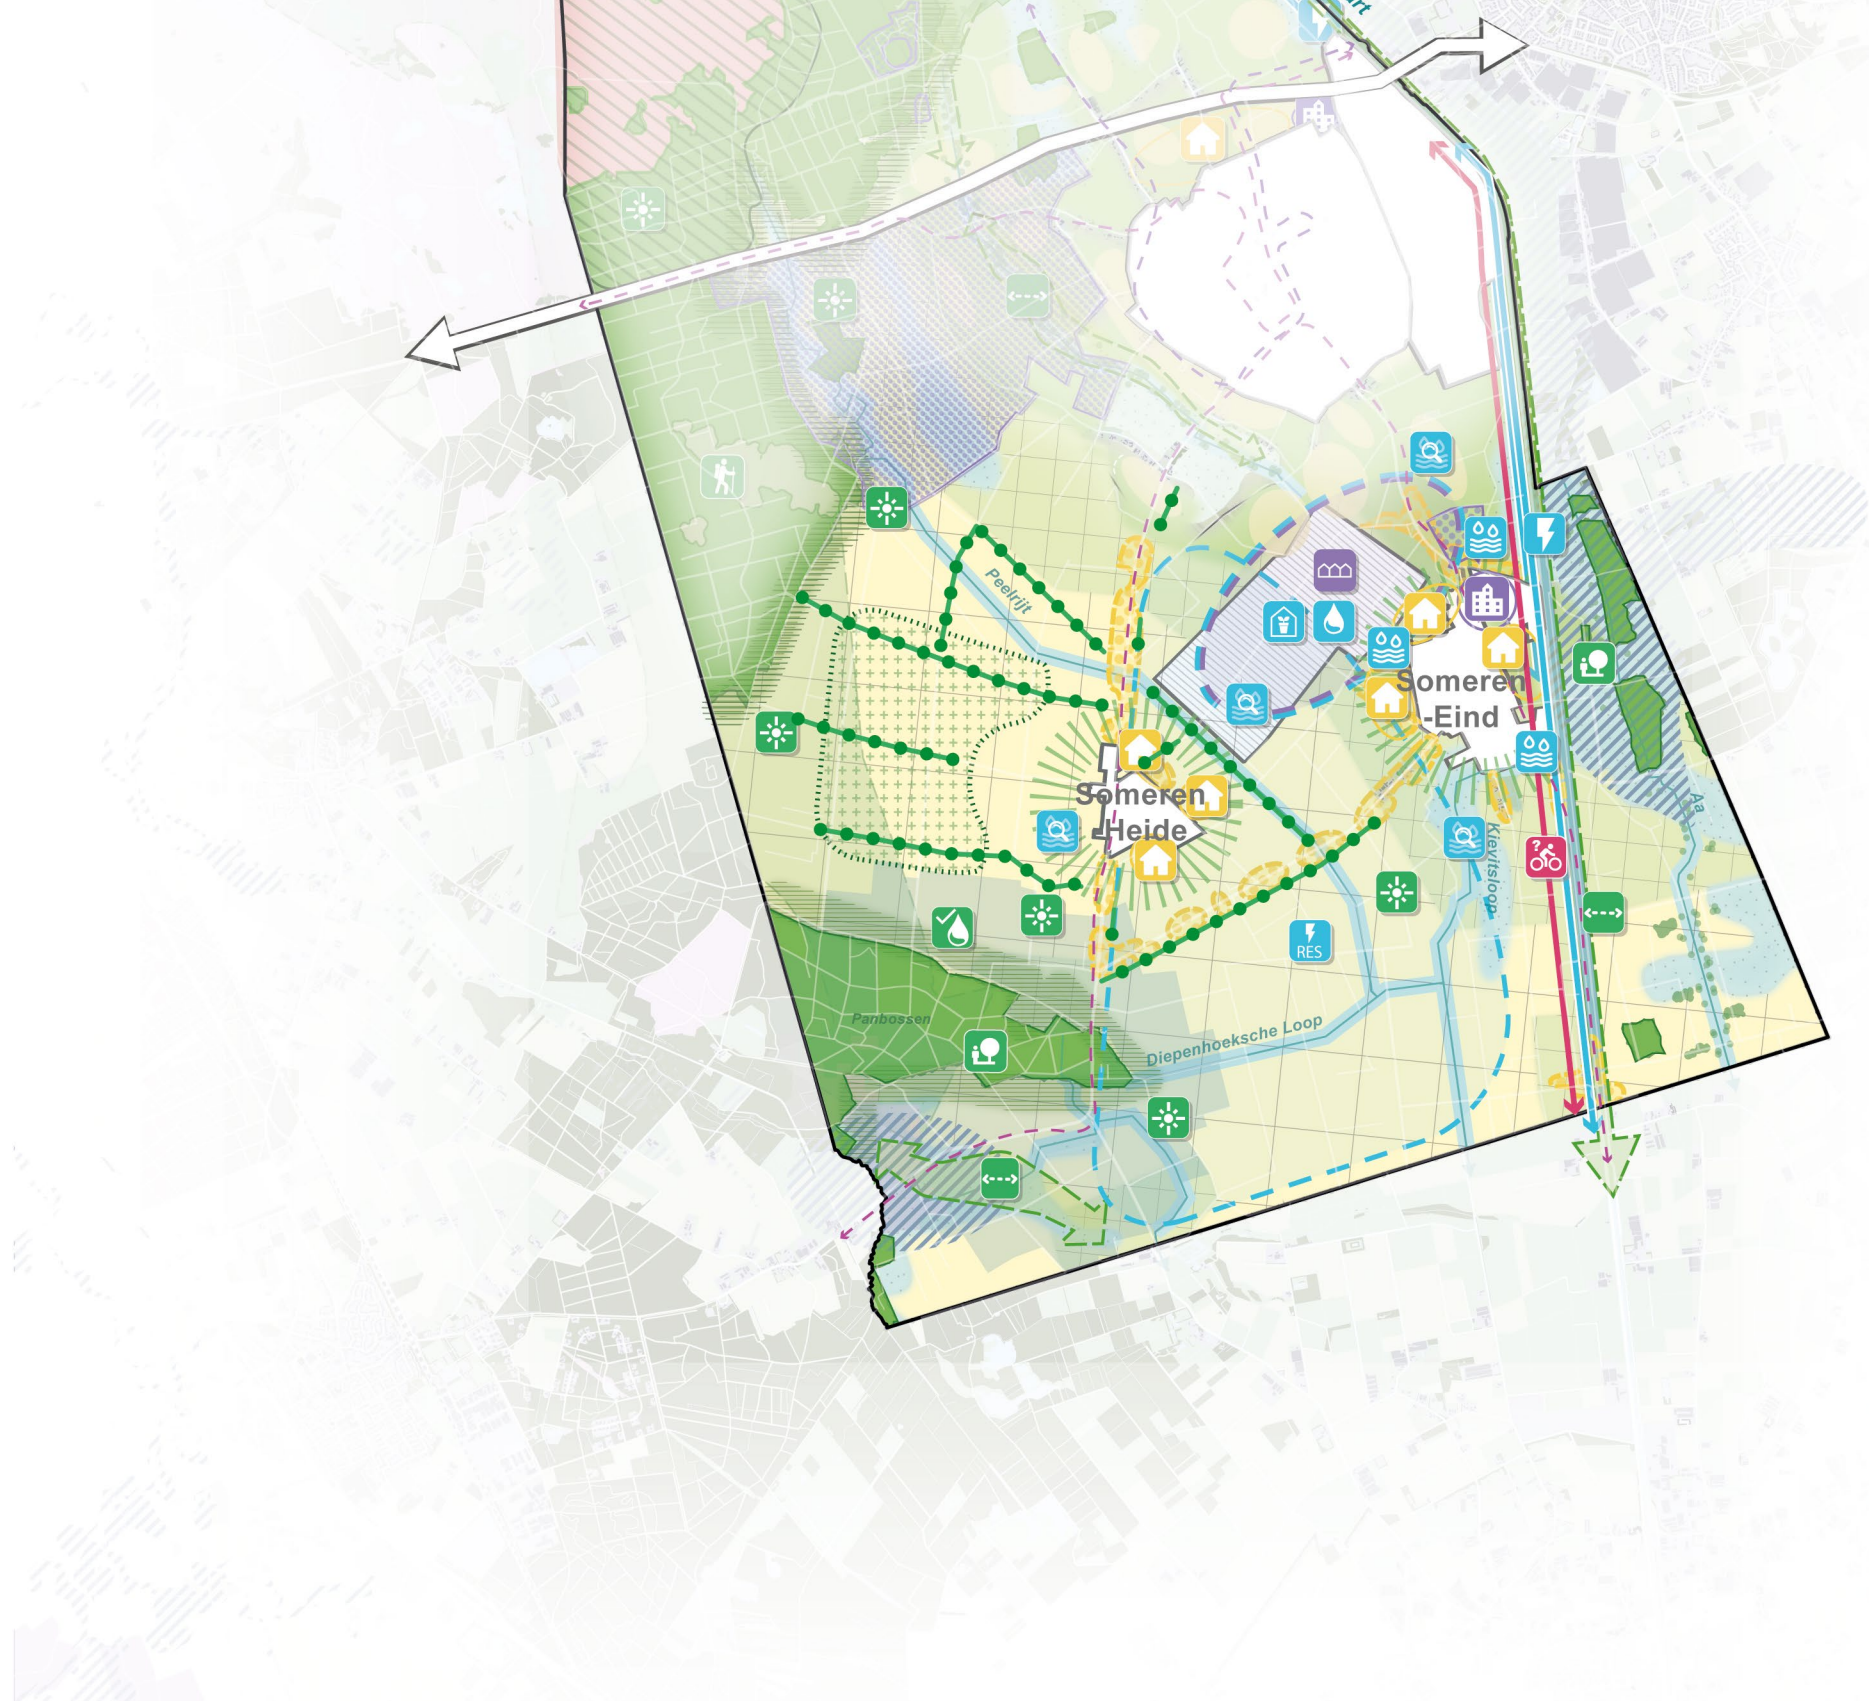 Peelrijt
Someren
-Eind
Someren
Heide
Aa
Kievitsloop
?
RES
Panbossen
Diepenhoeksche Loop